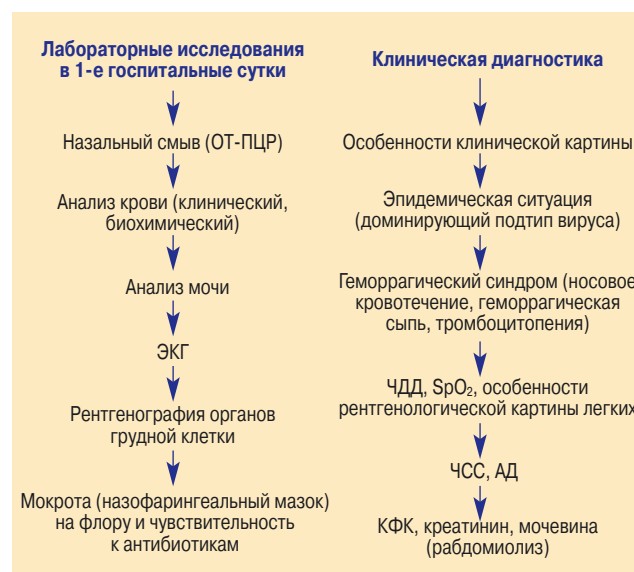 Лабораторные исследования
в 1-е госпитальные сутки
Назальный смыв (ОТ-ПЦР)
Анализ крови (клинический,
биохимический)
Анализ мочи
ЭКГ
Рентгенография органов
грудной клетки
Мокрота (назофарингеальный мазок)
на флору и чувствительность
к антибиотикам
Клиническая диагностика
Особенности клинической картины
Эпидемическая ситуация
(доминирующий подтип вируса)
Геморрагический синдром (носовое
кровотечение, геморрагическая
сыпь, тромбоцитопения)
ЧДД, SpO₂, особенности
рентгенологической картины легких
ЧСС, АД
КФК, креатинин, мочевина
(рабдомиолиз)